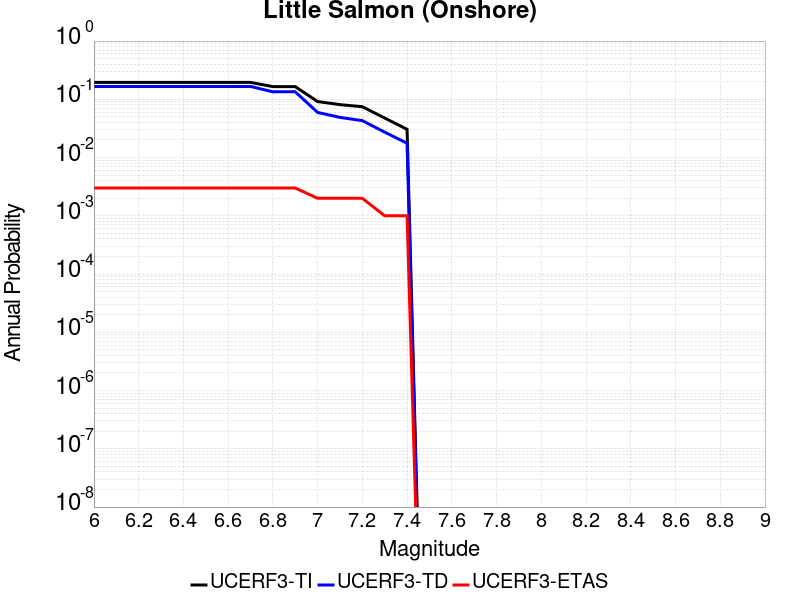 Little Salmon (Onshore)
10^0
10^-1
10^-2
10^-3
10^-4
10^-5
10^-6
10^-7
10^-8
Annual Probability
6 6.2 6.4 6.6 6.8 7 7.2 7.4 7.6 7.8 8 8.2 8.4 8.6 8.8 9
Magnitude
UCERF3-TI UCERF3-TD UCERF3-ETAS